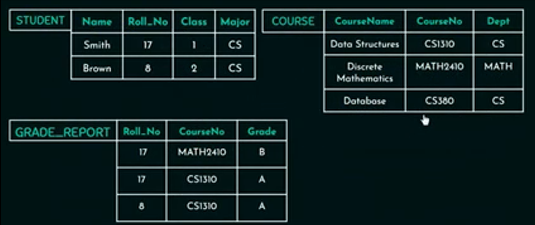 STUDENT
Name Roll_No Class Major
Smith 17 1 CS
Brown 8 2 CS
COURSE
CourseName CourseNo Dept
Data Structures CS1310 CS
Discrete
Mathematics MATH2410 MATH
Database CS380 CS
GRADE_REPORT
Roll_No CourseNo Grade
17 MATH2410 B
17 CS1310 A
8 CS1310 A